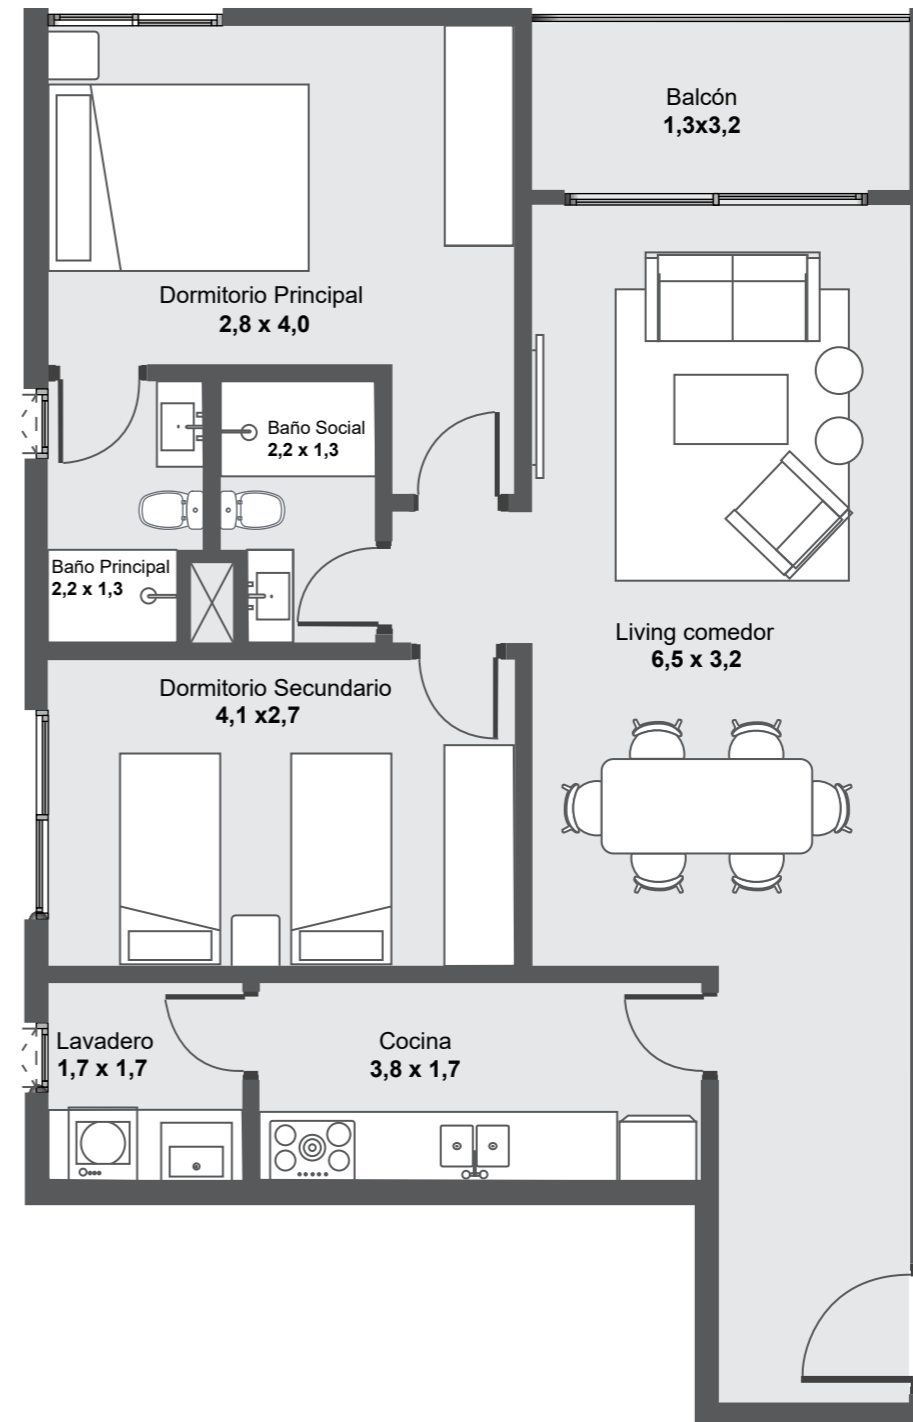 Balcón
1,3x3,2
Dormitorio Principal
2,8 x 4,0
Baño Social
2,2 x 1,3
Baño Principal
2,2 x 1,3
Living comedor
6,5 x 3,2
Dormitorio Secundario
4,1 x2,7
Lavadero
1,7 x 1,7
Cocina
3,8 x 1,7